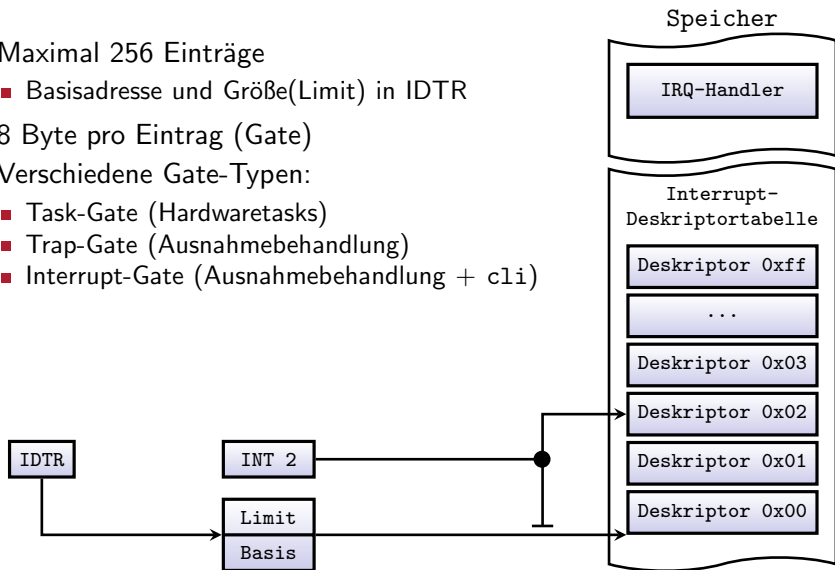 Maximal 256 Einträge
Basisadresse und Größe(Limit) in IDTR
8 Byte pro Eintrag (Gate)
Verschiedene Gate-Typen:
Task-Gate (Hardwaretasks)
Trap-Gate (Ausnahmebehandlung)
Interrupt-Gate (Ausnahmebehandlung + cli)
Speicher
IRQ-Handler
Interrupt-
Deskriptortabelle
Deskriptor 0xff
...
Deskriptor 0x03
Deskriptor 0x02
Deskriptor 0x01
Deskriptor 0x00
IDTR
INT 2
Limit
Basis